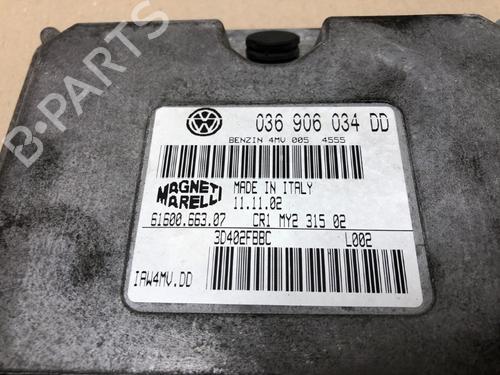 036 906 034 DD
BENZIN 4MV 005 4555
MAGNETI MARELLI
MADE IN ITALY
11.11.02
61600.663.07 CR1 MY2 315 02
3D402FBBC L002
IAW4MV.DD
B-PARTS